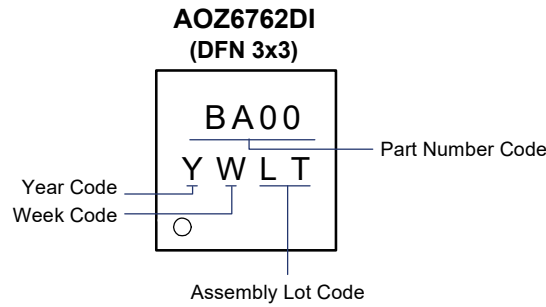 AOZ6762DI
(DFN 3x3)
BA00
Part Number Code
Y W L T
Year Code
Week Code
Assembly Lot Code